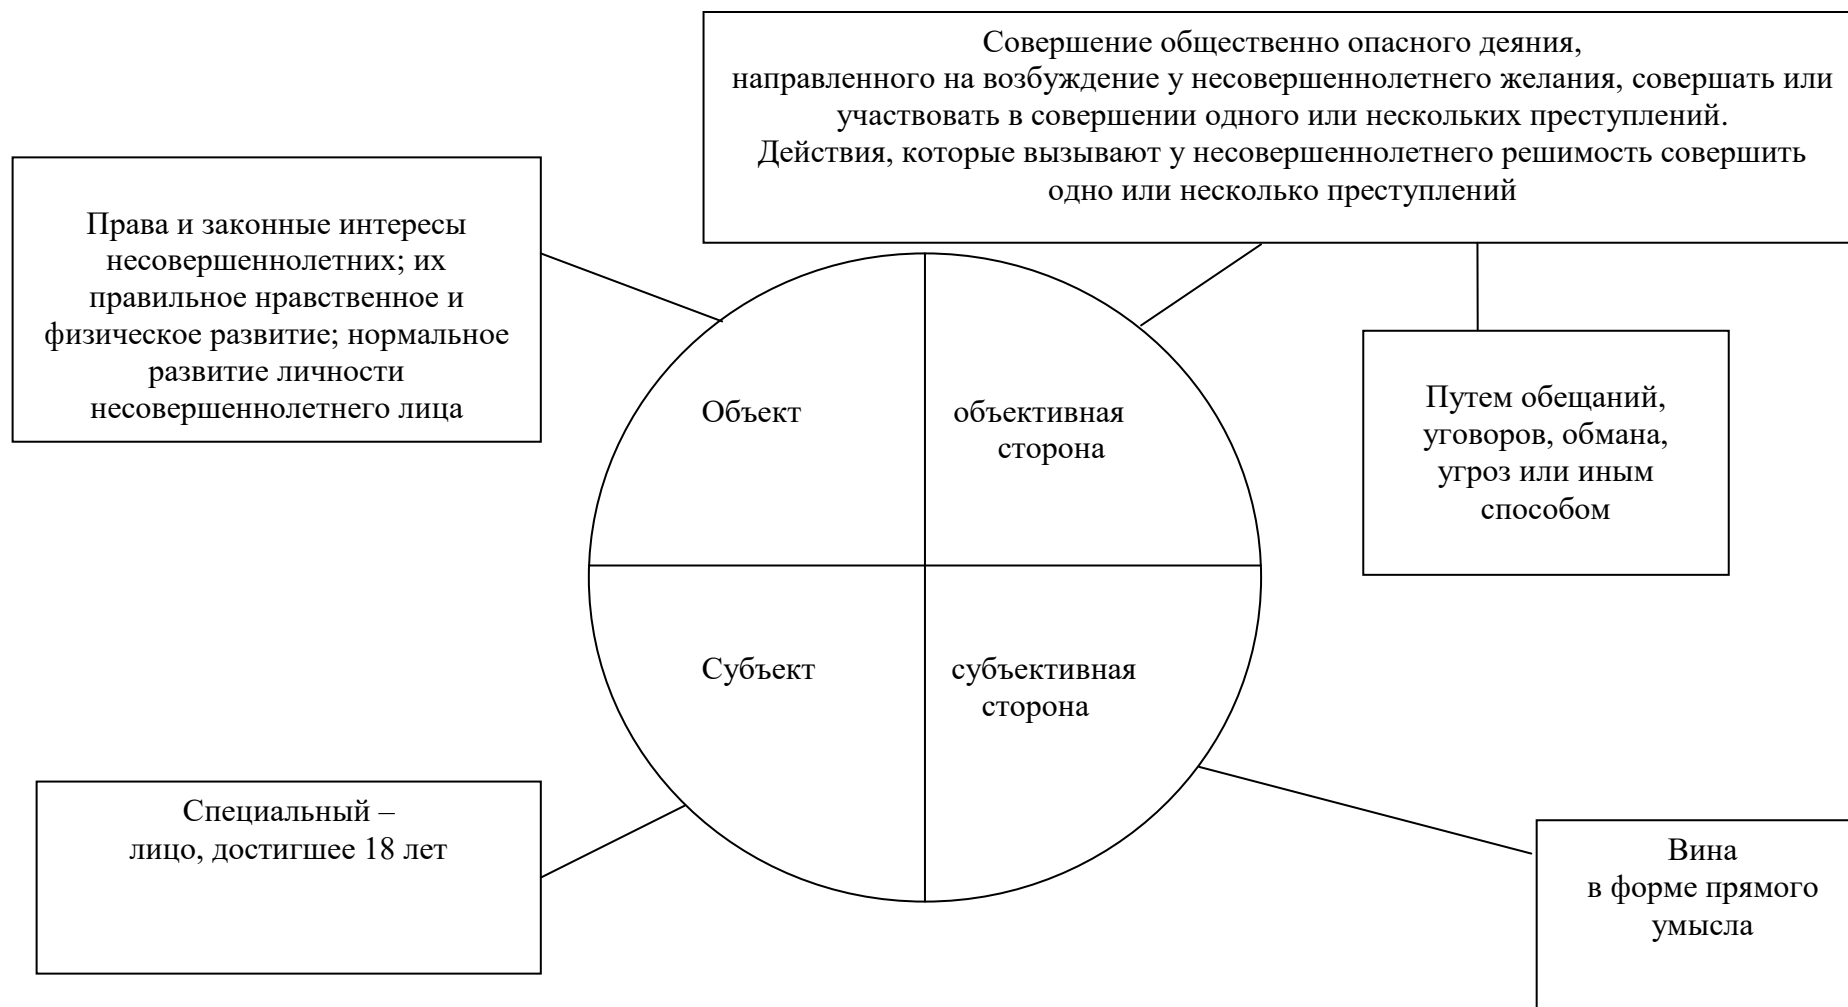 Совершение общественно опасного деяния,
направленного на возбуждение у несовершеннолетнего желания, совершать или
участвовать в совершении одного или нескольких преступлений.
Действия, которые вызывают у несовершеннолетнего решимость совершить
одно или несколько преступлений
Права и законные интересы
несовершеннолетних; их
правильное нравственное и
физическое развитие; нормальное
развитие личности
несовершеннолетнего лица
Объект
объективная
сторона
Путем обещаний,
уговоров, обмана,
угроз или иным
способом
Субъект
субъективная
сторона
Специальный –
лицо, достигшее 18 лет
Вина
в форме прямого
умысла